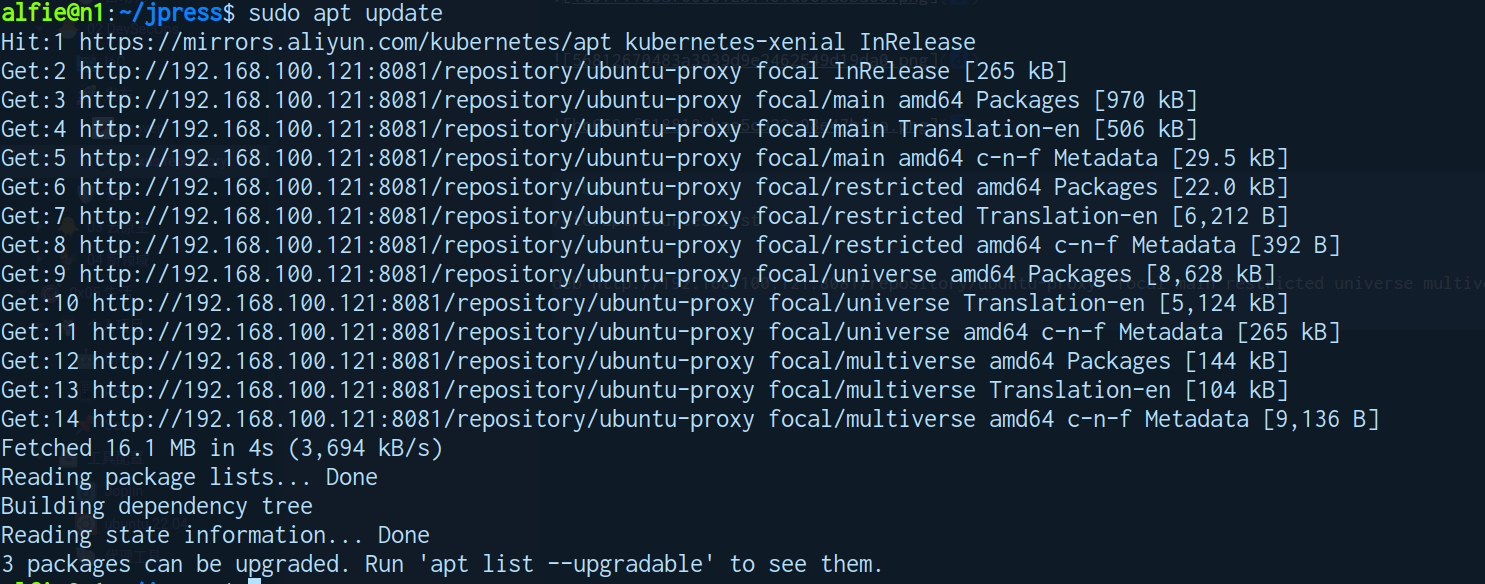 alfie@n1:~/jpress$ sudo apt update
Hit:1 https://mirrors.aliyun.com/kubernetes/apt kubernetes-xenial InRelease
Get:2 http://192.168.100.121:8081/repository/ubuntu-proxy focal InRelease [265 kB]
Get:3 http://192.168.100.121:8081/repository/ubuntu-proxy focal/main amd64 Packages [970 kB]
Get:4 http://192.168.100.121:8081/repository/ubuntu-proxy focal/main Translation-en [506 kB]
Get:5 http://192.168.100.121:8081/repository/ubuntu-proxy focal/main amd64 c-n-f Metadata [29.5 kB]
Get:6 http://192.168.100.121:8081/repository/ubuntu-proxy focal/restricted amd64 Packages [22.0 kB]
Get:7 http://192.168.100.121:8081/repository/ubuntu-proxy focal/restricted Translation-en [6,212 B]
Get:8 http://192.168.100.121:8081/repository/ubuntu-proxy focal/restricted amd64 c-n-f Metadata [392 B]
Get:9 http://192.168.100.121:8081/repository/ubuntu-proxy focal/universe amd64 Packages [8,628 kB]
Get:10 http://192.168.100.121:8081/repository/ubuntu-proxy focal/universe Translation-en [5,124 kB]
Get:11 http://192.168.100.121:8081/repository/ubuntu-proxy focal/universe amd64 c-n-f Metadata [265 kB]
Get:12 http://192.168.100.121:8081/repository/ubuntu-proxy focal/multiverse amd64 Packages [144 kB]
Get:13 http://192.168.100.121:8081/repository/ubuntu-proxy focal/multiverse Translation-en [104 kB]
Get:14 http://192.168.100.121:8081/repository/ubuntu-proxy focal/multiverse amd64 c-n-f Metadata [9,136 B]
Fetched 16.1 MB in 4s (3,694 kB/s)
Reading package lists... Done
Building dependency tree
Reading state information... Done
3 packages can be upgraded. Run 'apt list --upgradable' to see them.